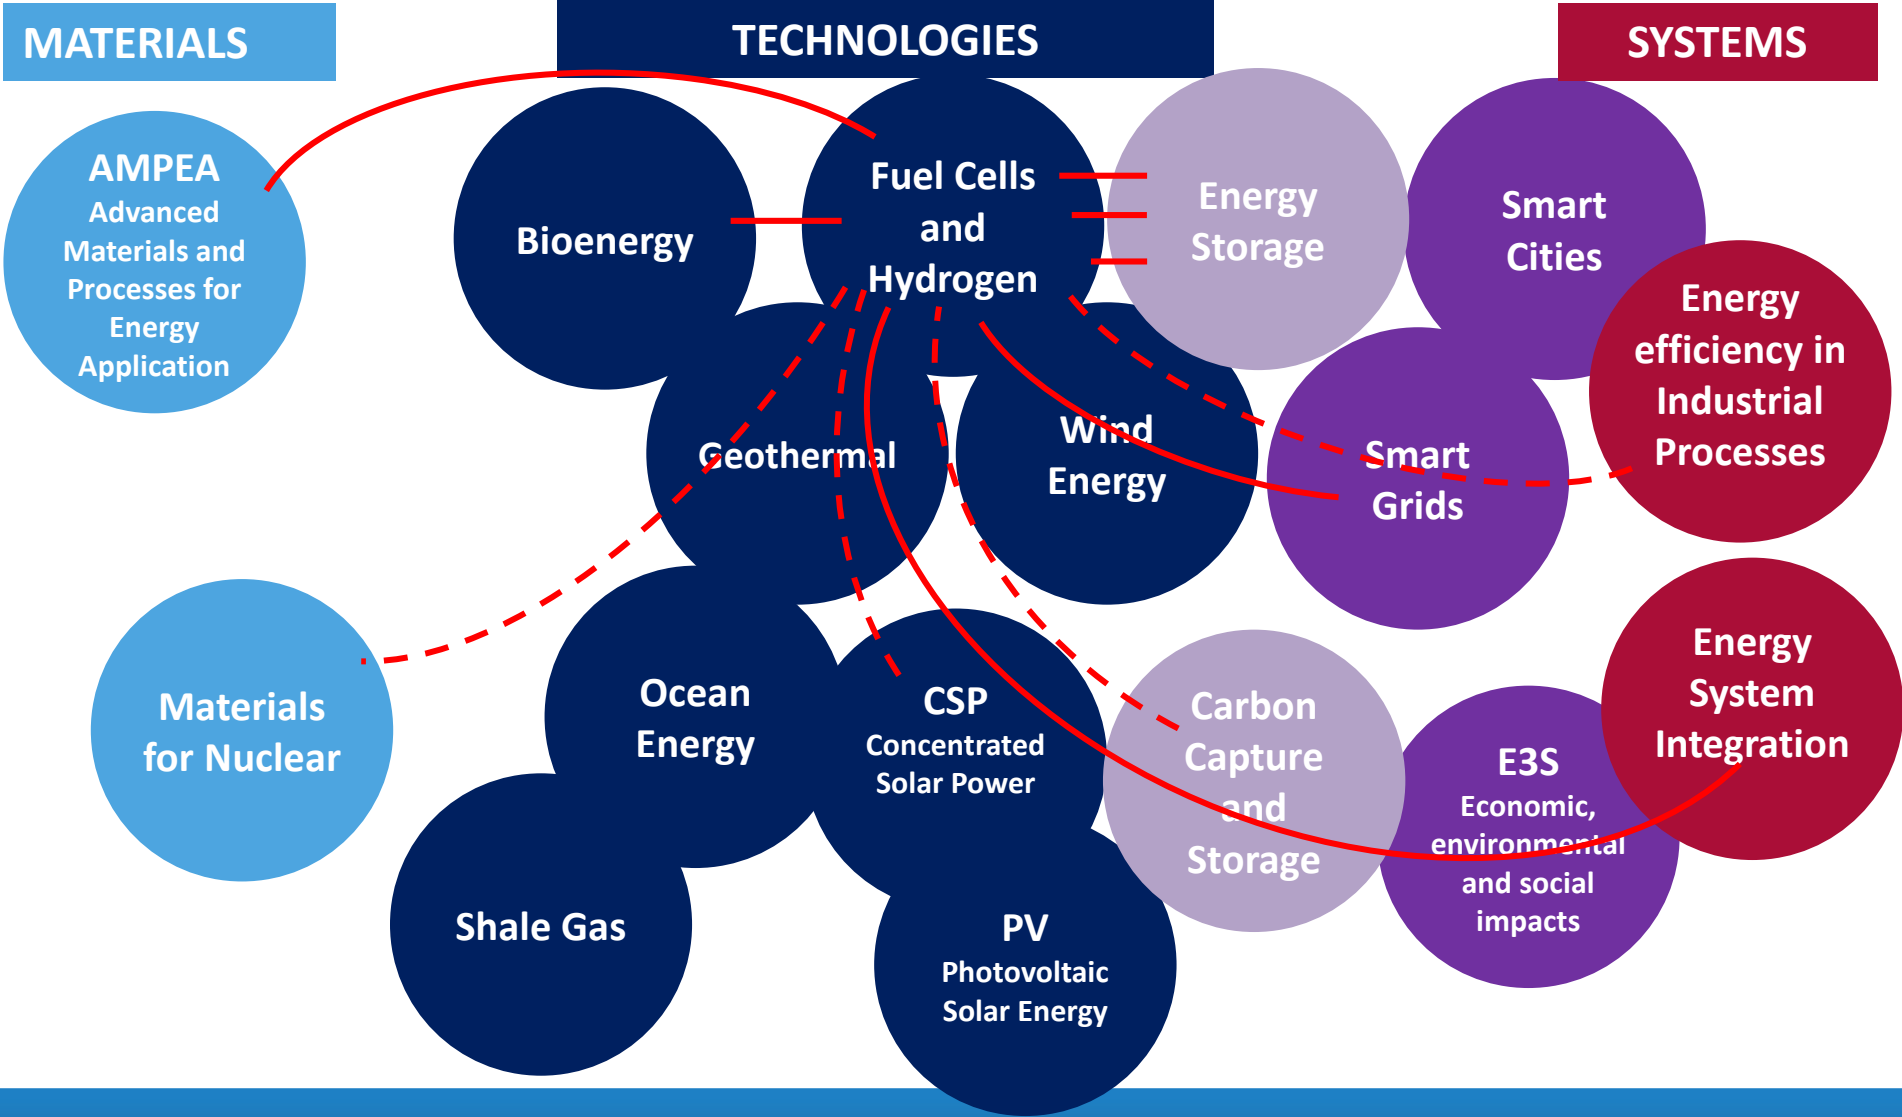 MATERIALS
TECHNOLOGIES
SYSTEMS
AMPEA
Advanced
Materials and
Processes for
Energy
Application
Bioenergy
Fuel Cells
and
Hydrogen
Energy
Storage
Smart
Cities
Energy
efficiency in
Industrial
Processes
Geothermal
Wind
Energy
Smart
Grids
Materials
for Nuclear
Ocean
Energy
CSP
Concentrated
Solar Power
Carbon
Capture
and
Storage
E3S
Economic,
environmental
and social
impacts
Energy
System
Integration
Shale Gas
PV
Photovoltaic
Solar Energy